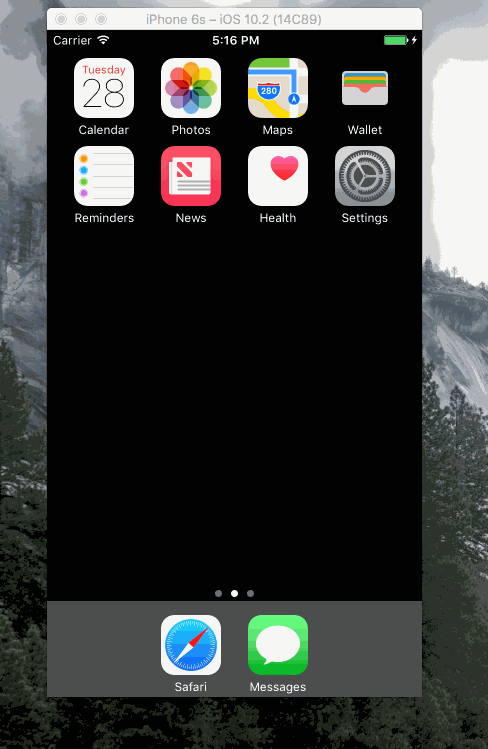 iPhone 6s – iOS 10.2 (14C89)
Carrier 5:16 PM
Tuesday
28
280
Calendar Photos Maps Wallet
Reminders News Health Settings
Safari Messages